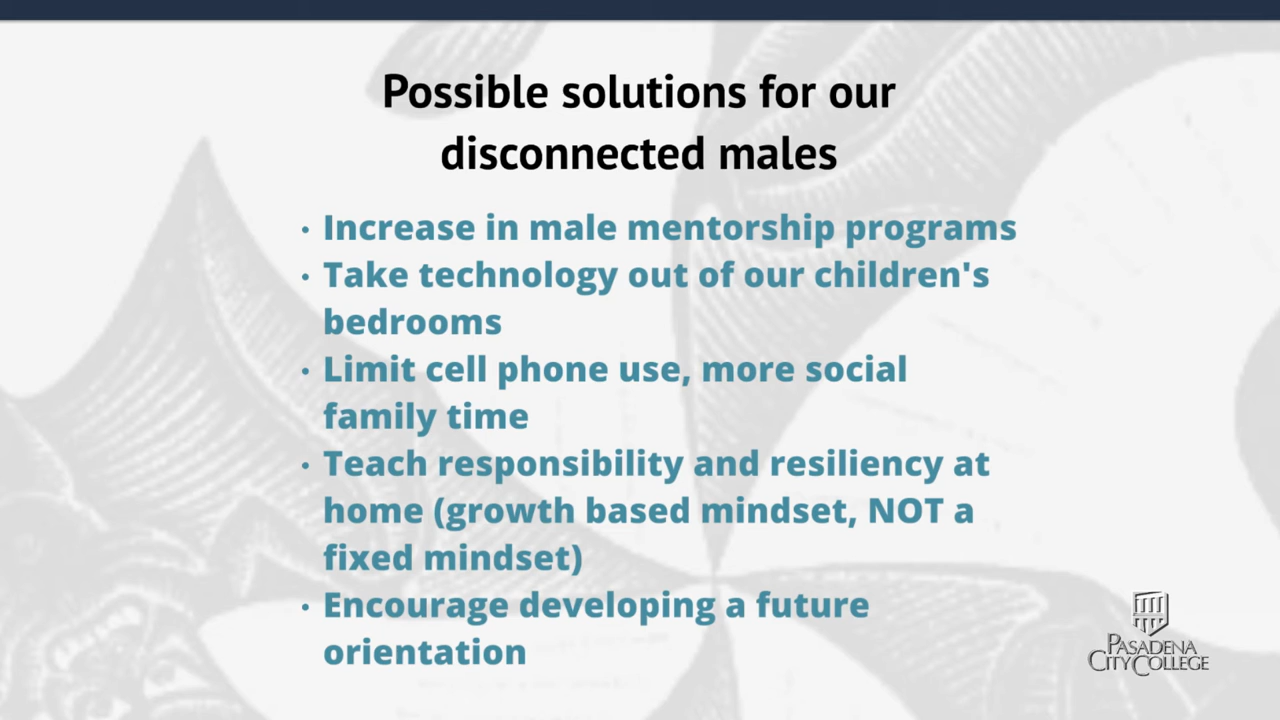 Possible solutions for our
disconnected males
· Increase in male mentorship programs
· Take technology out of our children's
bedrooms
· Limit cell phone use, more social
family time
· Teach responsibility and resiliency at
home (growth based mindset, NOT a
fixed mindset)
· Encourage developing a future
orientation
PASADENA
CITY COLLEGE